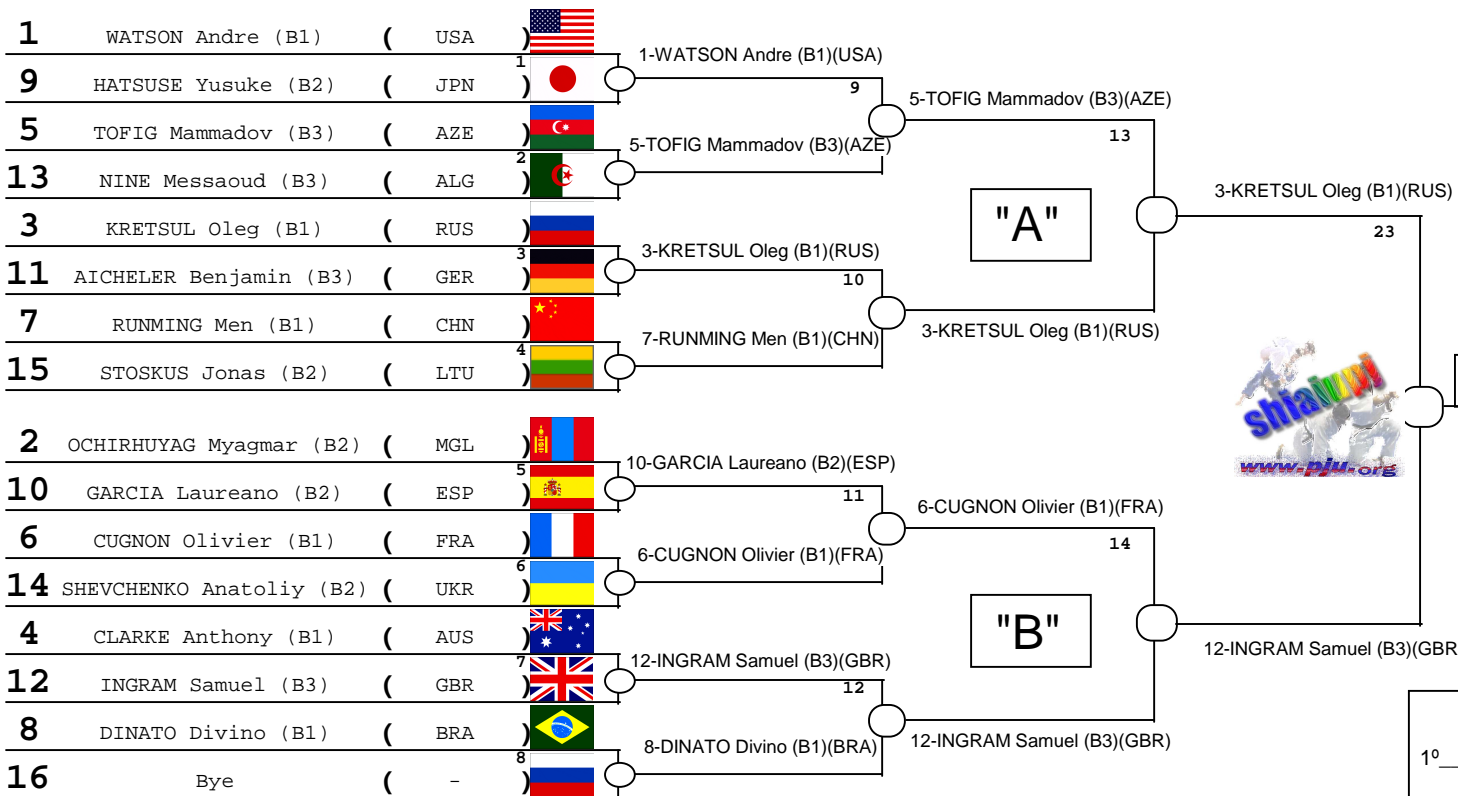 1 WATSON Andre (B1) ( USA )
1
9 HATSUSE Yusuke (B2) ( JPN )
5 TOFIG Mammadov (B3) ( AZE )
2
13 NINE Messaoud (B3) ( ALG )
3 KRETSUL Oleg (B1) ( RUS )
3
11 AICHELER Benjamin (B3) ( GER )
7 RUNMING Men (B1) ( CHN )
4
15 STOSKUS Jonas (B2) ( LTU )
2 OCHIRHUYAG Myagmar (B2) ( MGL )
5
10 GARCIA Laureano (B2) ( ESP )
6 CUGNON Olivier (B1) ( FRA )
6
14 SHEVCHENKO Anatoliy (B2) ( UKR )
4 CLARKE Anthony (B1) ( AUS )
7
12 INGRAM Samuel (B3) ( GBR )
8 DINATO Divino (B1) ( BRA )
8
16 Bye ( - )
1-WATSON Andre (B1)(USA)
9
5-TOFIG Mammadov (B3)(AZE)
3-KRETSUL Oleg (B1)(RUS)
10
7-RUNMING Men (B1)(CHN)
10-GARCIA Laureano (B2)(ESP)
11
6-CUGNON Olivier (B1)(FRA)
12-INGRAM Samuel (B3)(GBR)
12
8-DINATO Divino (B1)(BRA)
5-TOFIG Mammadov (B3)(AZE)
13
"A"
3-KRETSUL Oleg (B1)(RUS)
6-CUGNON Olivier (B1)(FRA)
14
"B"
12-INGRAM Samuel (B3)(GBR)
3-KRETSUL Oleg (B1)(RUS)
23
shiaiwpj
www.pju.org
12-INGRAM Samuel (B3)(GBR
1º__